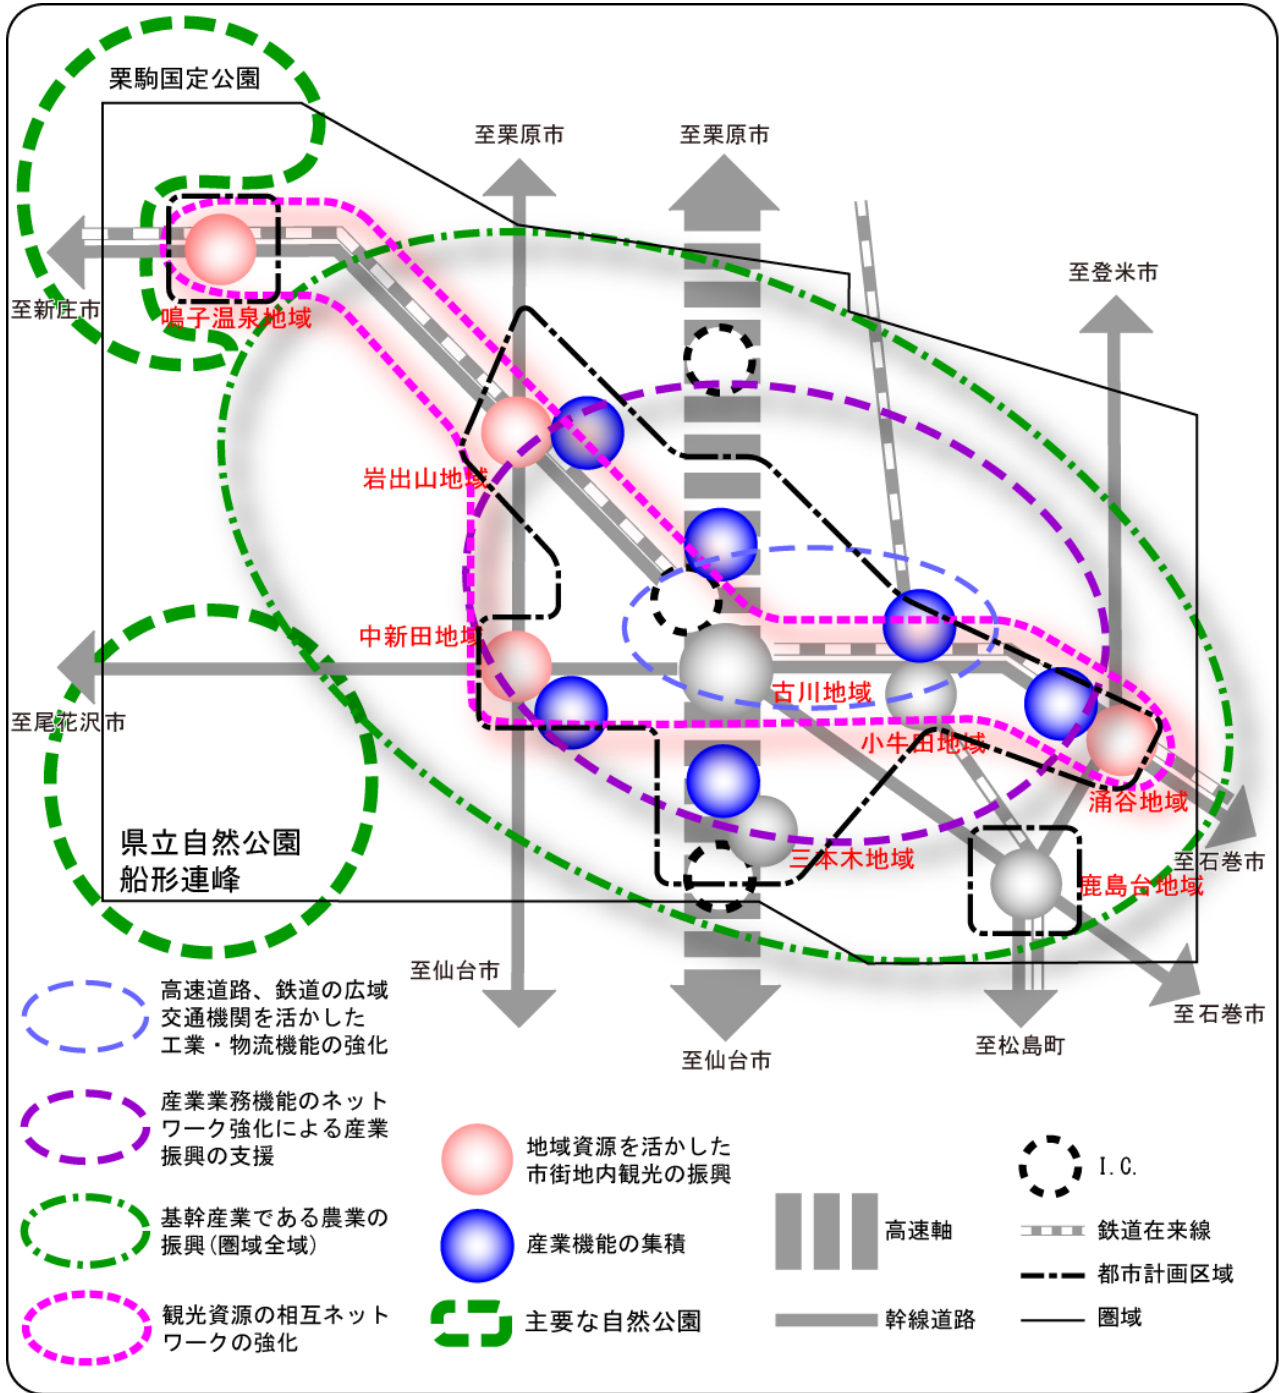 栗駒国定公園
至栗原市
至栗原市
至登米市
至新庄市
鳴子温泉地域
岩出山地域
中新田地域
古川地域
至尾花沢市
小牛田地域
涌谷地域
県立自然公園
船形連峰
三本木地域
至石巻市
鹿島台地域
至仙台市
至石巻市
至松島町
至仙台市
高速道路、鉄道の広域
交通機関を活かした
工業・物流機能の強化
産業業務機能のネット
ワーク強化による産業
振興の支援
基幹産業である農業の
振興(圏域全域)
観光資源の相互ネット
ワークの強化
地域資源を活かした
市街地内観光の振興
産業機能の集積
主要な自然公園
高速軸
幹線道路
I.C.
鉄道在来線
都市計画区域
圏域